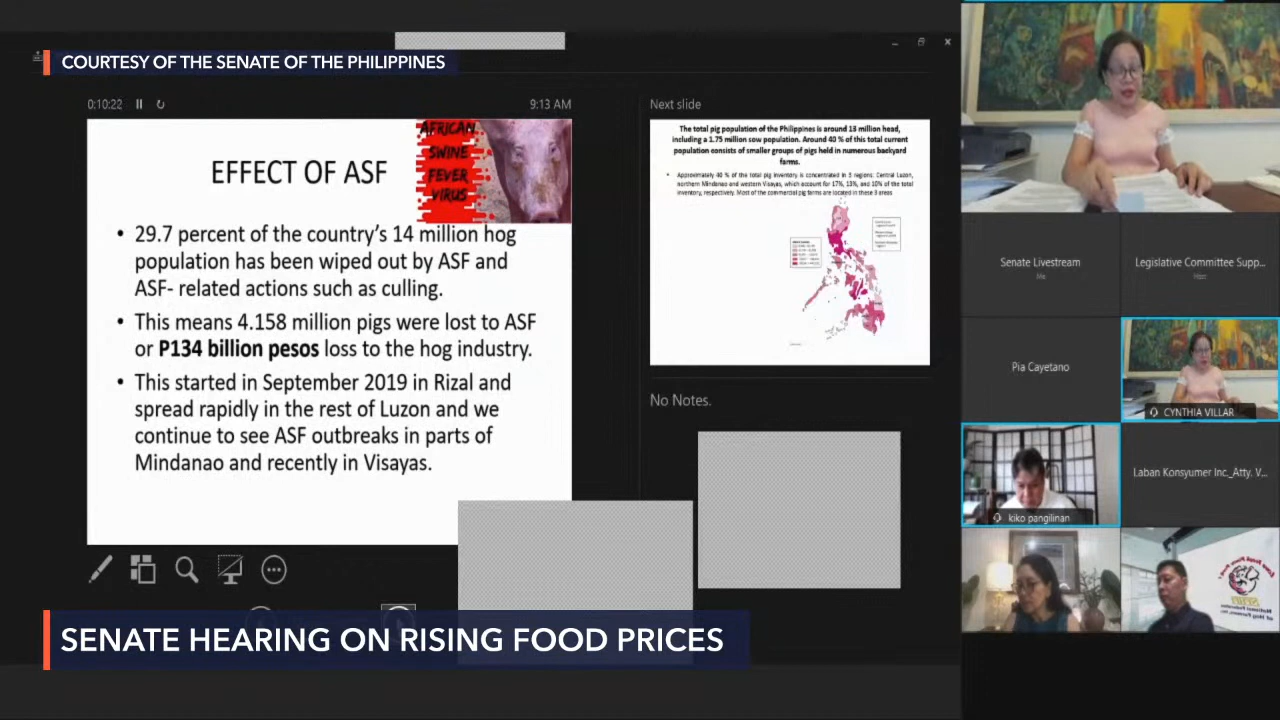 COURTESY OF THE SENATE OF THE PHILIPPINES
0:10:22
9:13 AM
EFFECT OF ASF
AFRICAN
SWINE
FEVER
VIRUS
• 29.7 percent of the country's 14 million hog
population has been wiped out by ASF and
ASF- related actions such as culling.
• This means 4.158 million pigs were lost to ASF
or P134 billion pesos loss to the hog industry.
• This started in September 2019 in Rizal and
spread rapidly in the rest of Luzon and we
continue to see ASF outbreaks in parts of
Mindanao and recently in Visayas.
Next slide
The total pig population of the Philippines is around 13 million head,
including a 1.75 million sow population. Around 40 % of this total current
population consists of smaller groups of pigs held in numerous backyard
farms.
• Approximately 40 % of the total pig inventory is concentrated in 3 regions: Central Luzon,
northern Mindanao and western Visayas, which account for 17%, 13%, and 10% of the total
inventory, respectively. Most of the commercial pig farms are located in these 3 areas
No Notes.
Senate Livestream
Me
Legislative Committee Supp...
Host
Pia Cayetano
CYNTHIA VILLAR
kiko pangilinan
Laban Konsyumer Inc._Atty. V...
SENATE HEARING ON RISING FOOD PRICES